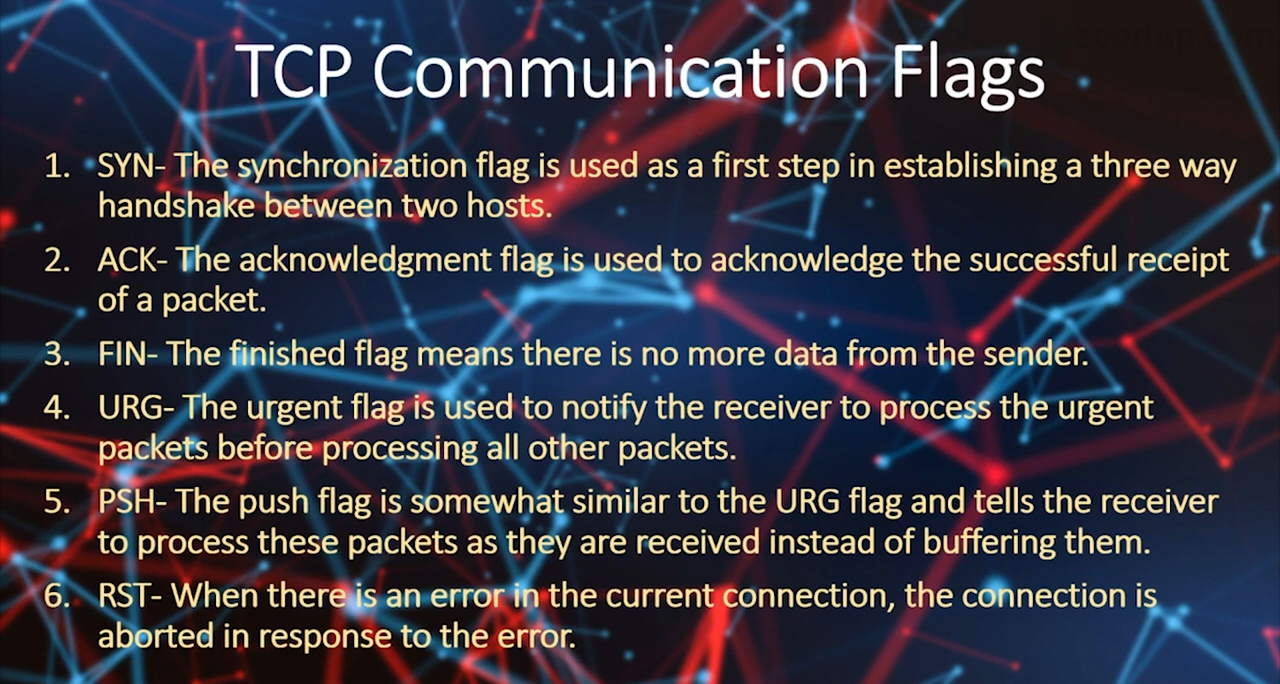 TCP Communication Flags
1. SYN- The synchronization flag is used as a first step in establishing a three way
handshake between two hosts.
2. ACK- The acknowledgment flag is used to acknowledge the successful receipt
of a packet.
3. FIN- The finished flag means there is no more data from the sender.
4. URG- The urgent flag is used to notify the receiver to process the urgent
packets before processing all other packets.
5. PSH- The push flag is somewhat similar to the URG flag and tells the receiver
to process these packets as they are received instead of buffering them.
6. RST- When there is an error in the current connection, the connection is
aborted in response to the error.